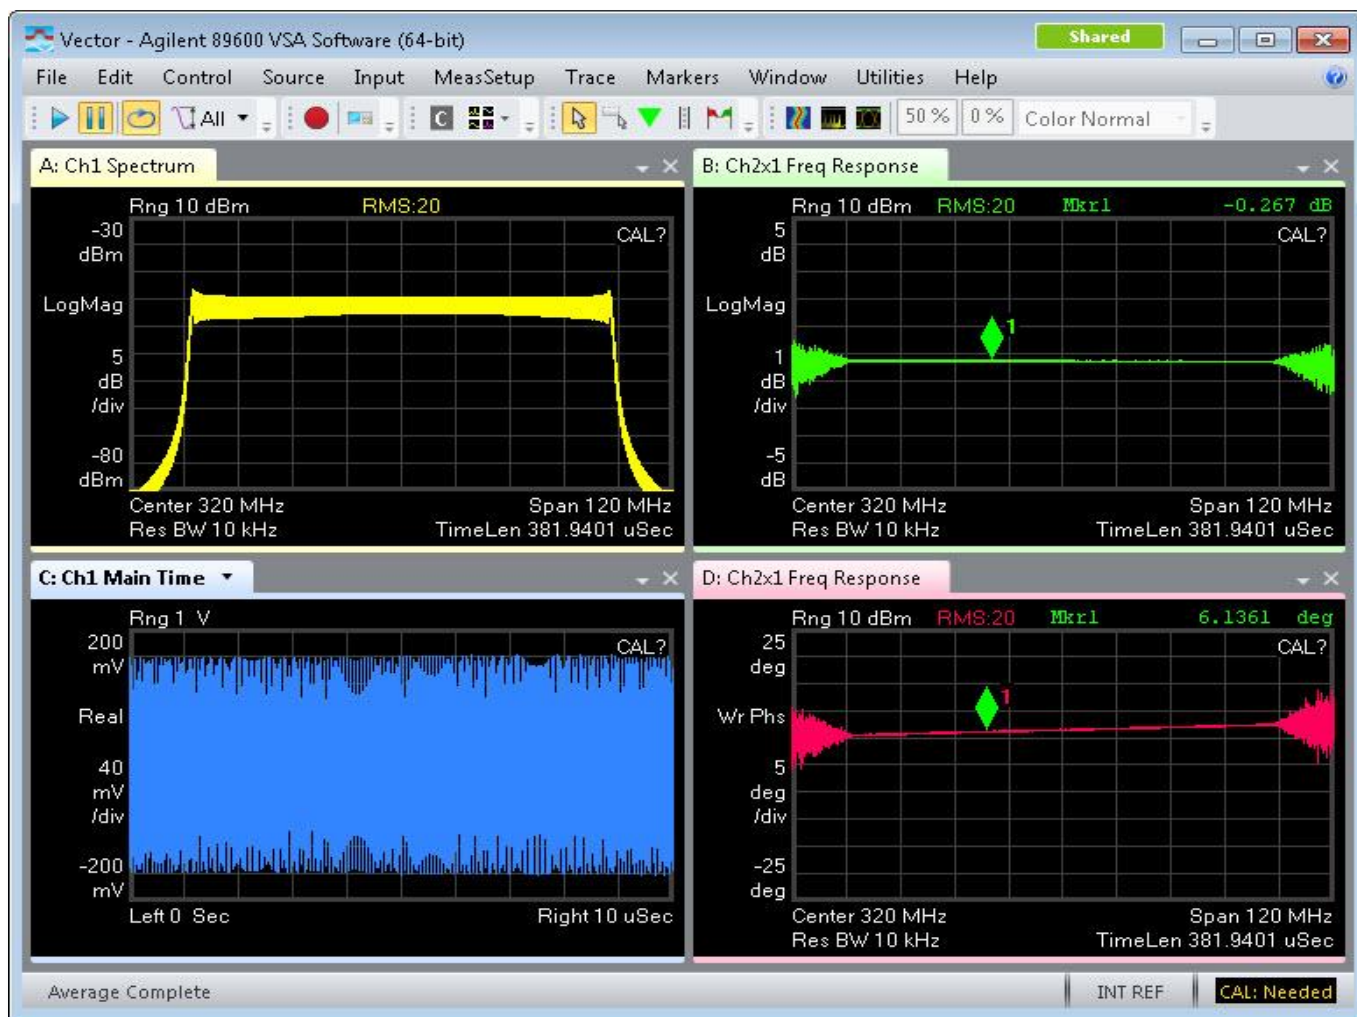 Vector - Agilent 89600 VSA Software (64-bit)
Shared
File Edit Control Source Input MeasSetup Trace Markers Window Utilities Help
All
C
50 %
0 %
Color Normal
A: Ch1 Spectrum
Rng 10 dBm
RMS:20
-30
dBm
CAL?
LogMag
5
dB
/div
-80
dBm
Center 320 MHz
Span 120 MHz
Res BW 10 kHz
TimeLen 381.9401 uSec
B: Ch2x1 Freq Response
Rng 10 dBm
RMS:20
Mkr1
-0.267 dB
5
dB
CAL?
LogMag
1
1
dB
/div
-5
dB
Center 320 MHz
Span 120 MHz
Res BW 10 kHz
TimeLen 381.9401 uSec
C: Ch1 Main Time
Rng 1 V
200
mV
CAL?
Real
40
mV
/div
-200
mV
Left 0 Sec
Right 10 uSec
D: Ch2x1 Freq Response
Rng 10 dBm
RMS:20
Mkr1
6.1361 deg
25
deg
CAL?
1
Wr Phs
5
deg
/div
-25
deg
Center 320 MHz
Span 120 MHz
Res BW 10 kHz
TimeLen 381.9401 uSec
Average Complete
INT REF
CAL: Needed